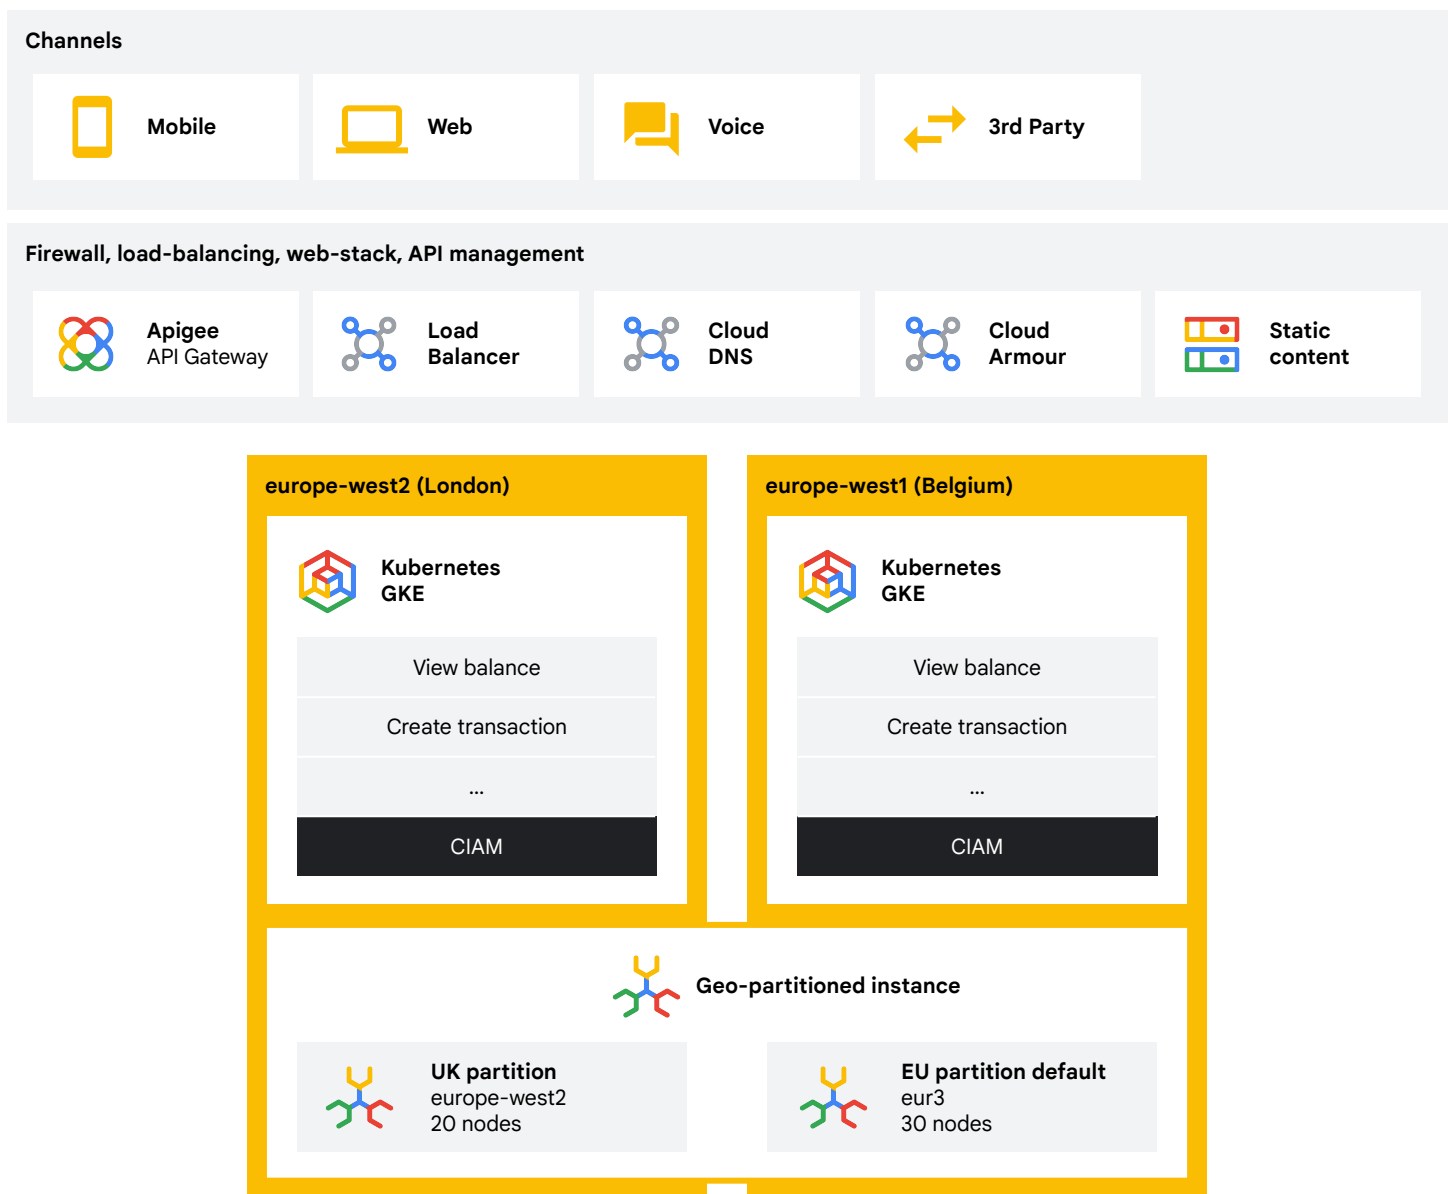 Channels
Mobile
Web
Voice
3rd Party
Firewall, load-balancing, web-stack, API management
Apigee
API Gateway
Load
Balancer
Cloud
DNS
Cloud
Armour
Static
content
europe-west2 (London)
Kubernetes
GKE
View balance
Create transaction
...
CIAM
europe-west1 (Belgium)
Kubernetes
GKE
View balance
Create transaction
...
CIAM
Geo-partitioned instance
UK partition
europe-west2
20 nodes
EU partition default
eur3
30 nodes